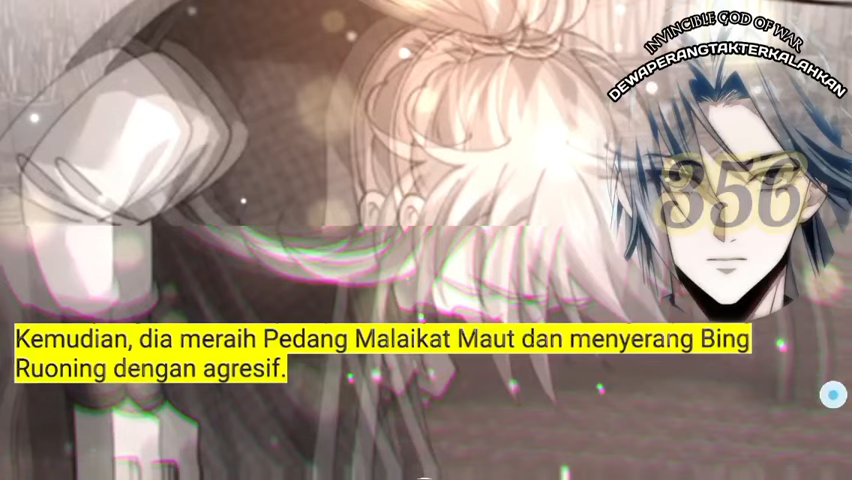 INVINCIBLE GOD OF WAR
DEWAPERANGTAKTERKALAHKAN
356
Kemudian, dia meraih Pedang Malaikat Maut dan menyerang Bing
Ruoning dengan agresif.